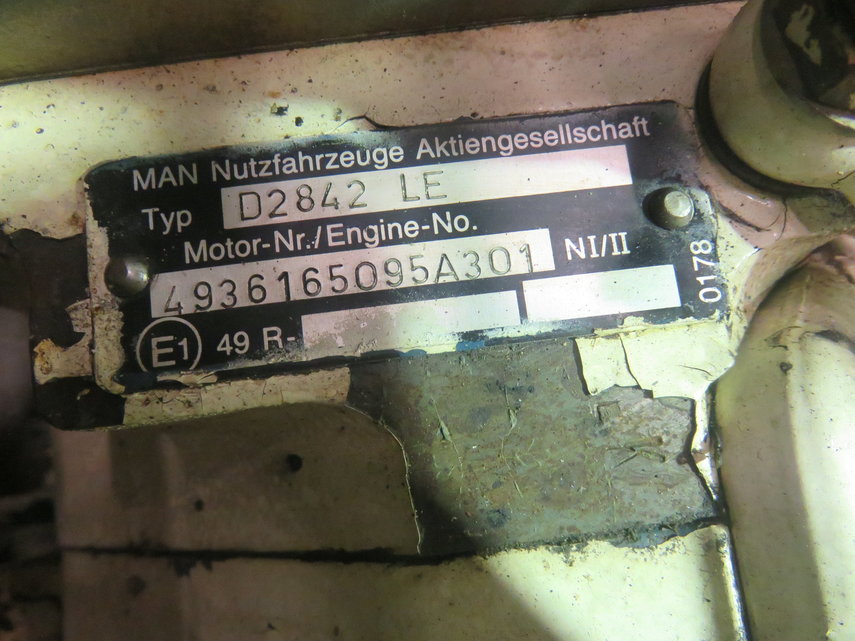 MAN Nutzfahrzeuge Aktiengesellschaft
Typ D2842 LE
Motor-Nr./Engine-No.
4936165095A301 NI/II
E1 49 R-
0178